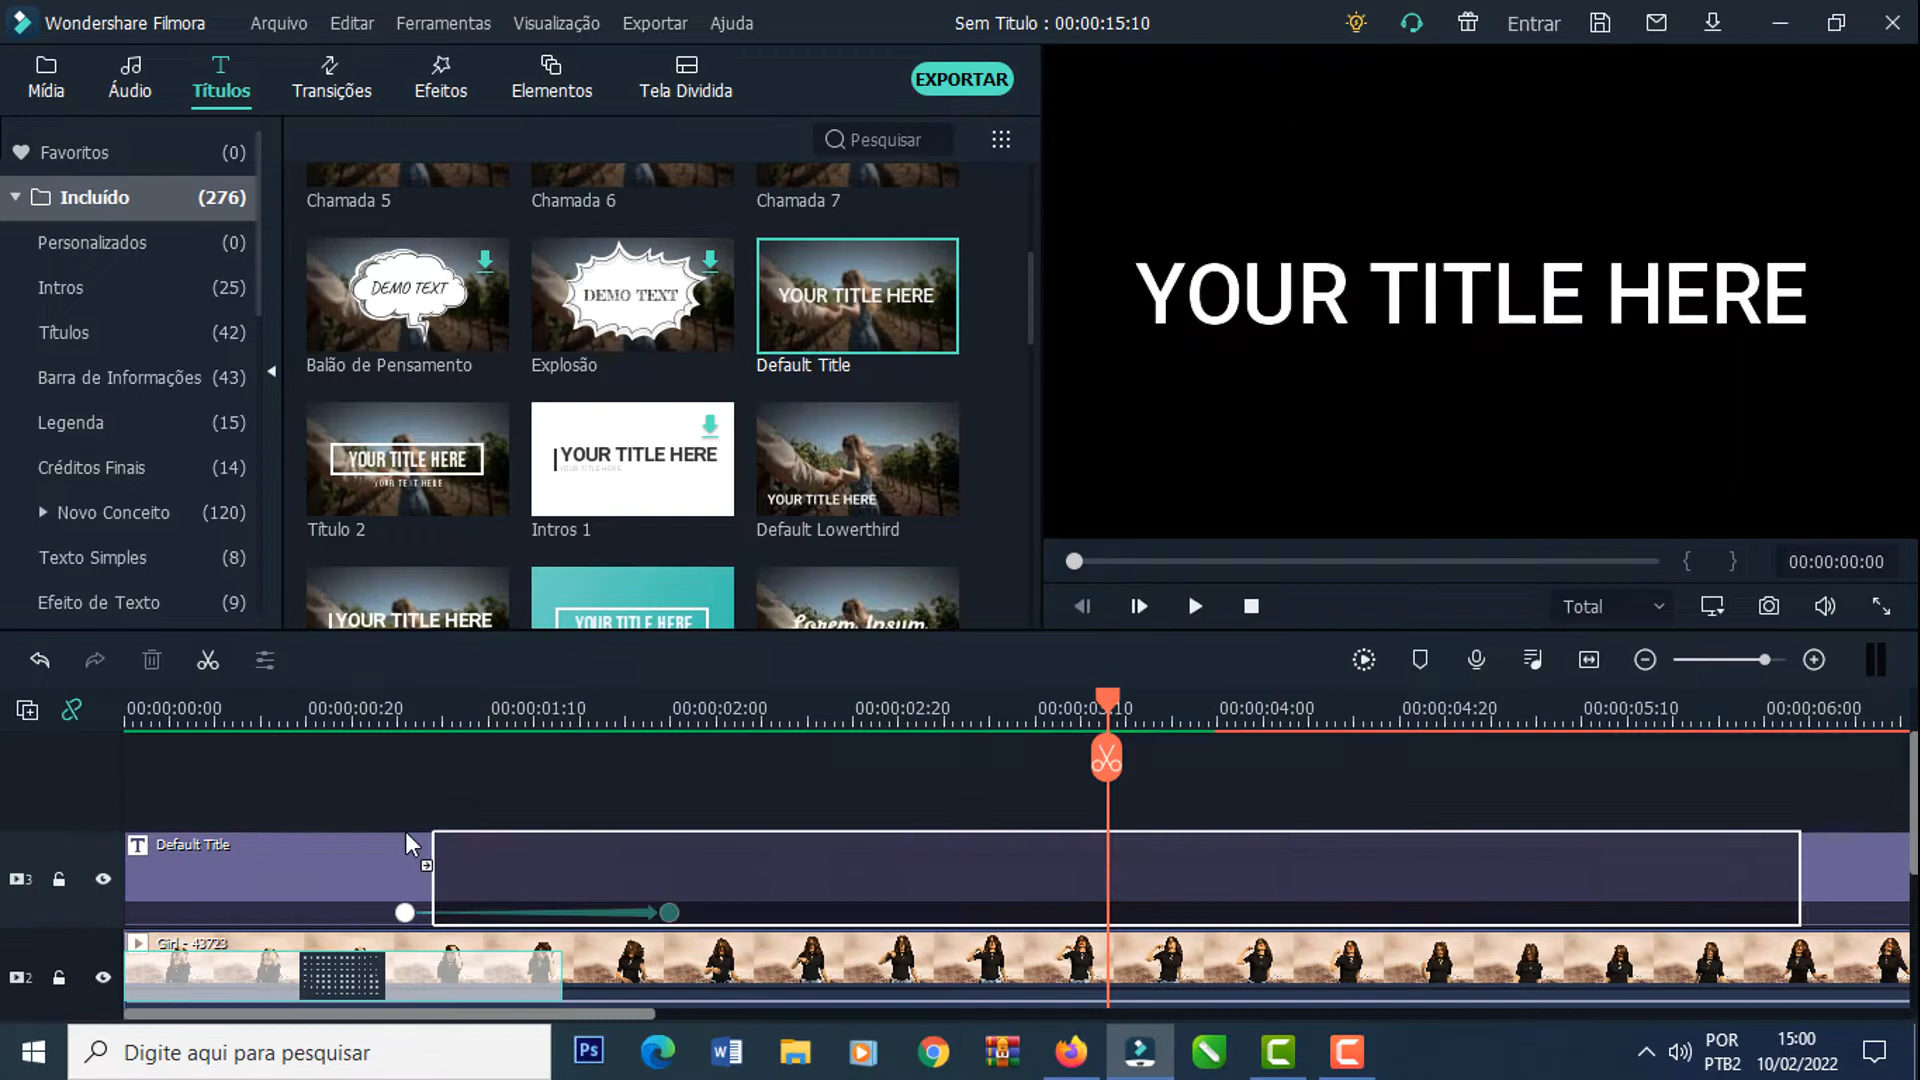 Wondershare Filmora
Arquivo
Editar
Ferramentas
Visualização
Exportar
Ajuda
Sem Titulo : 00:00:15:10
Entrar
Mídia
Áudio
Títulos
Transições
Efeitos
Elementos
Tela Dividida
EXPORTAR
Favoritos (0)
Incluído (276)
Personalizados (0)
Intros (25)
Títulos (42)
Barra de Informações (43)
Legenda (15)
Créditos Finais (14)
Novo Conceito (120)
Texto Simples (8)
Efeito de Texto (9)
Pesquisar
Chamada 5
Chamada 6
Chamada 7
DEMO TEXT
Balão de Pensamento
DEMO TEXT
Explosão
YOUR TITLE HERE
Default Title
YOUR TITLE HERE
YOUR TEXT HERE
Título 2
YOUR TITLE HERE
YOUR TITLE HERE
Intros 1
YOUR TITLE HERE
Default Lowerthird
YOUR TITLE HERE
YOUR TITLE HERE
Lorem Ipsum
YOUR TITLE HERE
{ }
00:00:00:00
Total
00:00:00:00
00:00:00:20
00:00:01:10
00:00:02:00
00:00:02:20
00:00:03:10
00:00:04:00
00:00:04:20
00:00:05:10
00:00:06:00
T Default Title
3
Girl - 43723
2
Digite aqui para pesquisar
Ps
POR
PTB2
15:00
10/02/2022